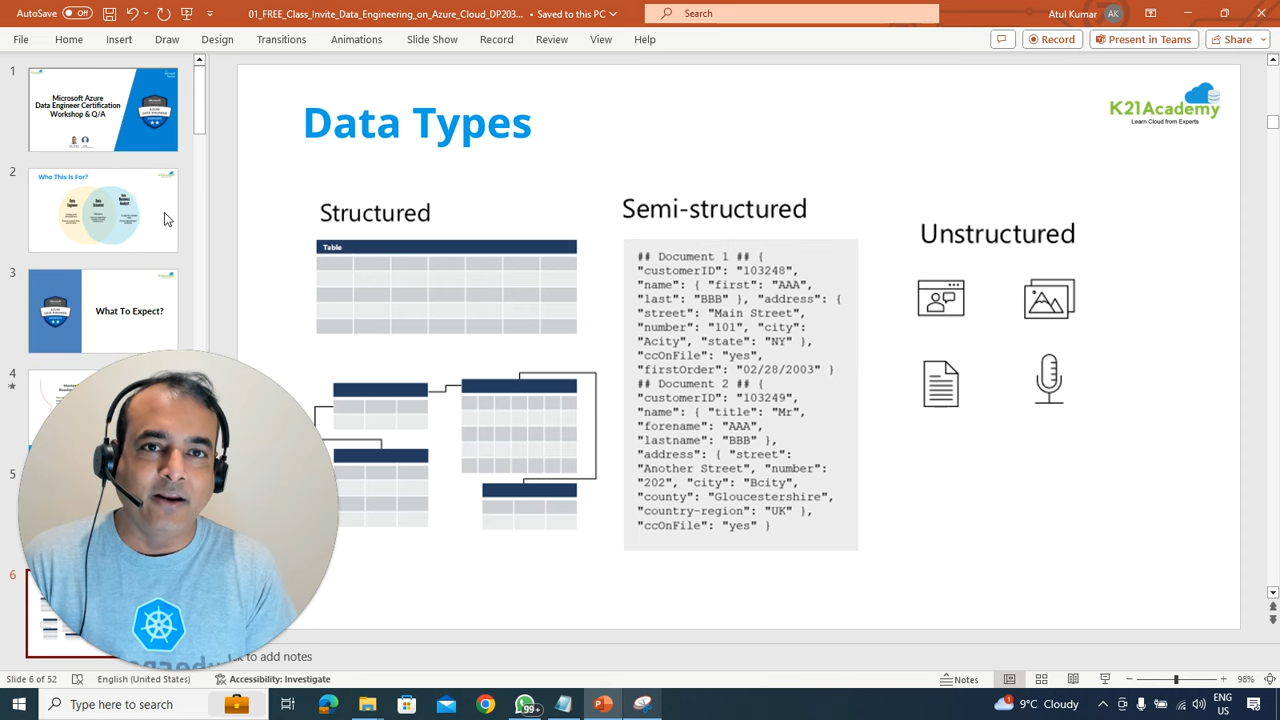 AutoSave Off
01_FREE_Class_Invite_Data_Engineering_on_Azure_Cloud_DP203... • Saved to this PC
Search
Atul Kumar AK
File Home Insert Draw Design Transitions Animations Slide Show Record Review View Help
Record Present in Teams Share
1
Microsoft Azure
Data Engineer Certification
Workshop & Q/A
2
Who This Is For?
3
What To Expect?
4
5
6
Data Types
K21Academy
Learn Cloud from Experts
Structured
Table
Semi-structured
## Document 1 ## {
"customerID": "103248",
"name": { "first": "AAA",
"last": "BBB" }, "address": {
"street": "Main Street",
"number": "101", "city":
"Acity", "state": "NY" },
"ccOnFile": "yes",
"firstOrder": "02/28/2003" }
## Document 2 ## {
"customerID": "103249",
"name": { "title": "Mr",
"forename": "AAA",
"lastname": "BBB" },
"address": { "street":
"Another Street", "number":
"202", "city": "Bcity",
"county": "Gloucestershire",
"country-region": "UK" },
"ccOnFile": "yes" }
Unstructured
to add notes
Slide 6 of 52 English (United States) Accessibility: Investigate
Notes 98%
Type here to search
99+
1 9°C Cloudy
ENG
US